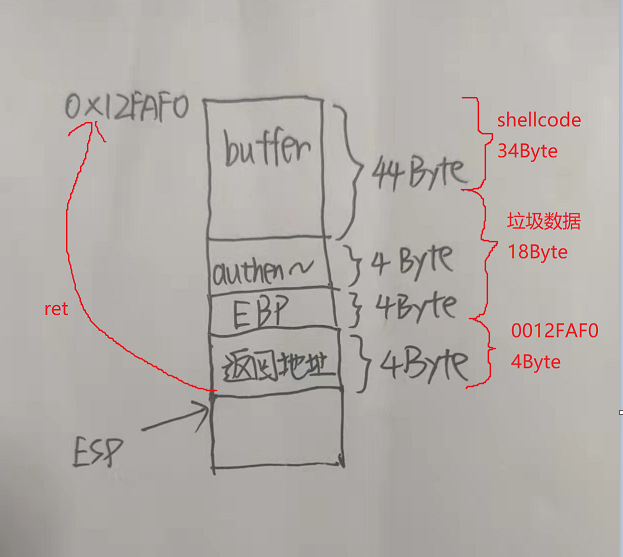 0X12FAF0
buffer
44Byte
shellcode
34Byte
垃圾数据
18Byte
authen~
4 Byte
EBP
4Byte
ret
返回地址
4Byte
0012FAF0
4Byte
ESP